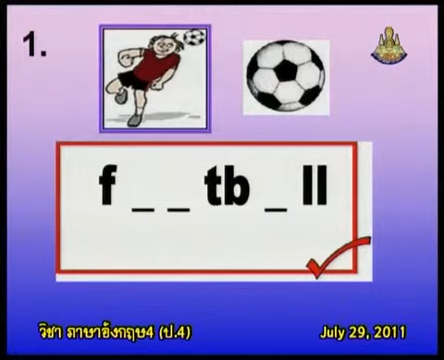 1.
f _ _ tb _ ll
วิชา ภาษาอังกฤษ4 (ป.4)
July 29, 2011